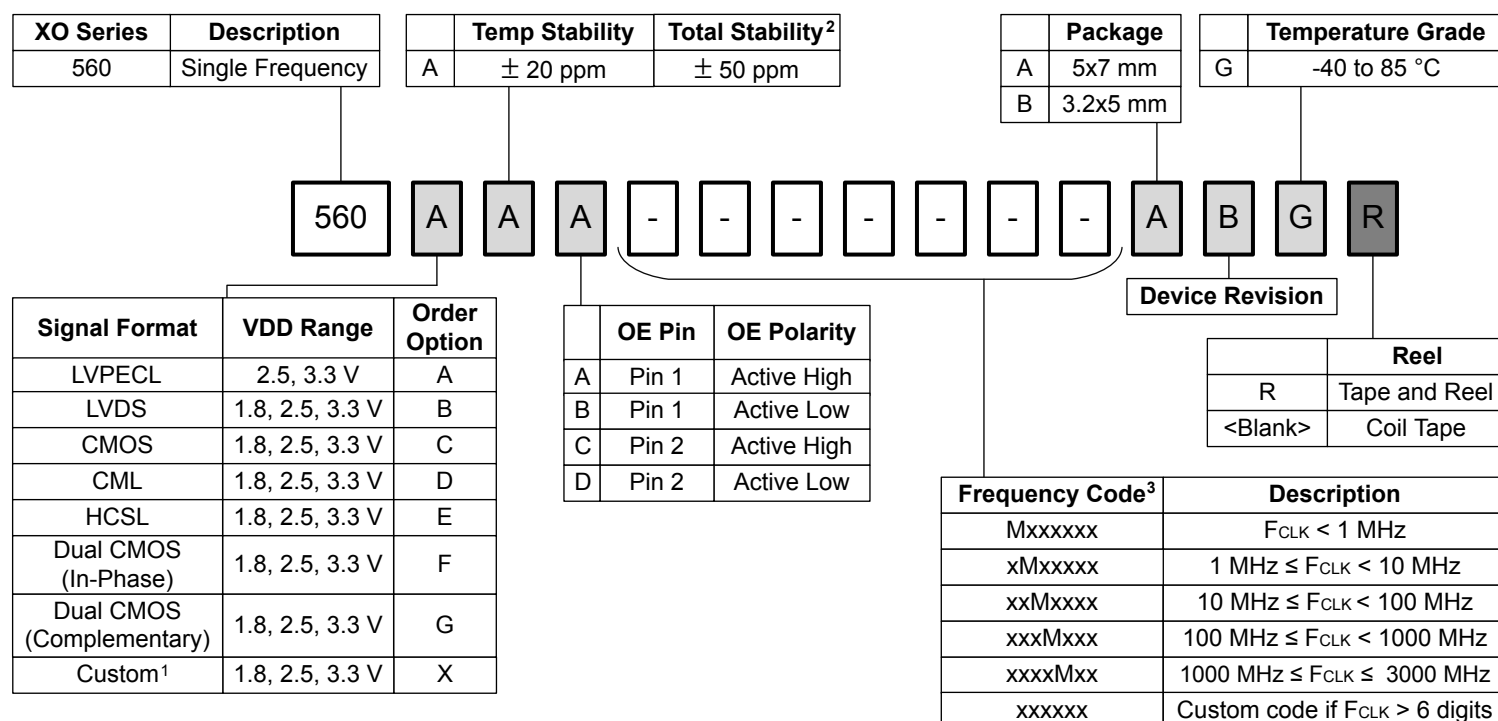 XO Series Description
560 Single Frequency
Temp Stability Total Stability²
A ± 20 ppm ± 50 ppm
Package
A 5x7 mm
B 3.2x5 mm
Temperature Grade
G -40 to 85 °C
560 A A A - - - - - - - A B G R
Signal Format VDD Range Order Option
LVPECL 2.5, 3.3 V A
LVDS 1.8, 2.5, 3.3 V B
CMOS 1.8, 2.5, 3.3 V C
CML 1.8, 2.5, 3.3 V D
HCSL 1.8, 2.5, 3.3 V E
Dual CMOS (In-Phase) 1.8, 2.5, 3.3 V F
Dual CMOS (Complementary) 1.8, 2.5, 3.3 V G
Custom¹ 1.8, 2.5, 3.3 V X
OE Pin OE Polarity
A Pin 1 Active High
B Pin 1 Active Low
C Pin 2 Active High
D Pin 2 Active Low
Device Revision
Reel
R Tape and Reel
<Blank> Coil Tape
Frequency Code³ Description
Mxxxxxx FCLK < 1 MHz
xMxxxxx 1 MHz ≤ FCLK < 10 MHz
xxMxxxx 10 MHz ≤ FCLK < 100 MHz
xxxMxxx 100 MHz ≤ FCLK < 1000 MHz
xxxxMxx 1000 MHz ≤ FCLK ≤ 3000 MHz
xxxxxx Custom code if FCLK > 6 digits